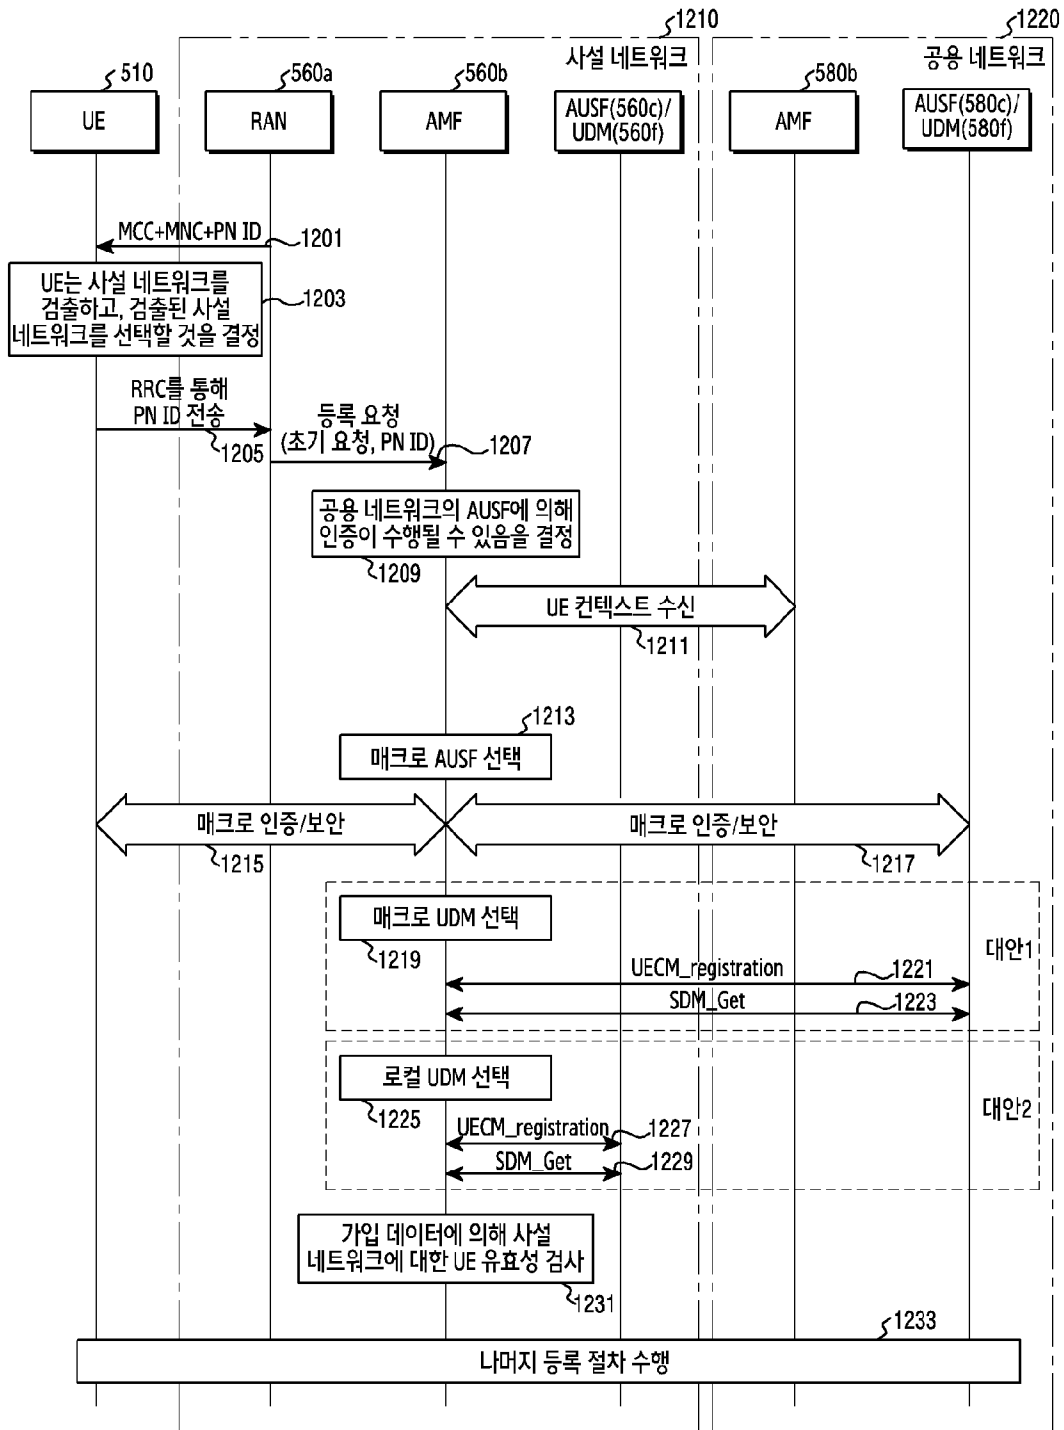 1210
1220
사설 네트워크
공용 네트워크
510
560a
560b
580b
UE
RAN
AMF
AUSF(560c)/
UDM(560f)
AMF
AUSF(580c)/
UDM(580f)
MCC+MNC+PN ID
1201
UE는 사설 네트워크를
검출하고, 검출된 사설
네트워크를 선택할 것을 결정
1203
RRC를 통해
PN ID 전송
1205
등록 요청
(초기 요청, PN ID)
1207
공용 네트워크의 AUSF에 의해
인증이 수행될 수 있음을 결정
1209
UE 컨텍스트 수신
1211
1213
매크로 AUSF 선택
매크로 인증/보안
1215
매크로 인증/보안
1217
매크로 UDM 선택
1219
대안1
UECM_registration
1221
SDM_Get
1223
로컬 UDM 선택
1225
대안2
UECM_registration
1227
SDM_Get
1229
가입 데이터에 의해 사설
네트워크에 대한 UE 유효성 검사
1231
1233
나머지 등록 절차 수행